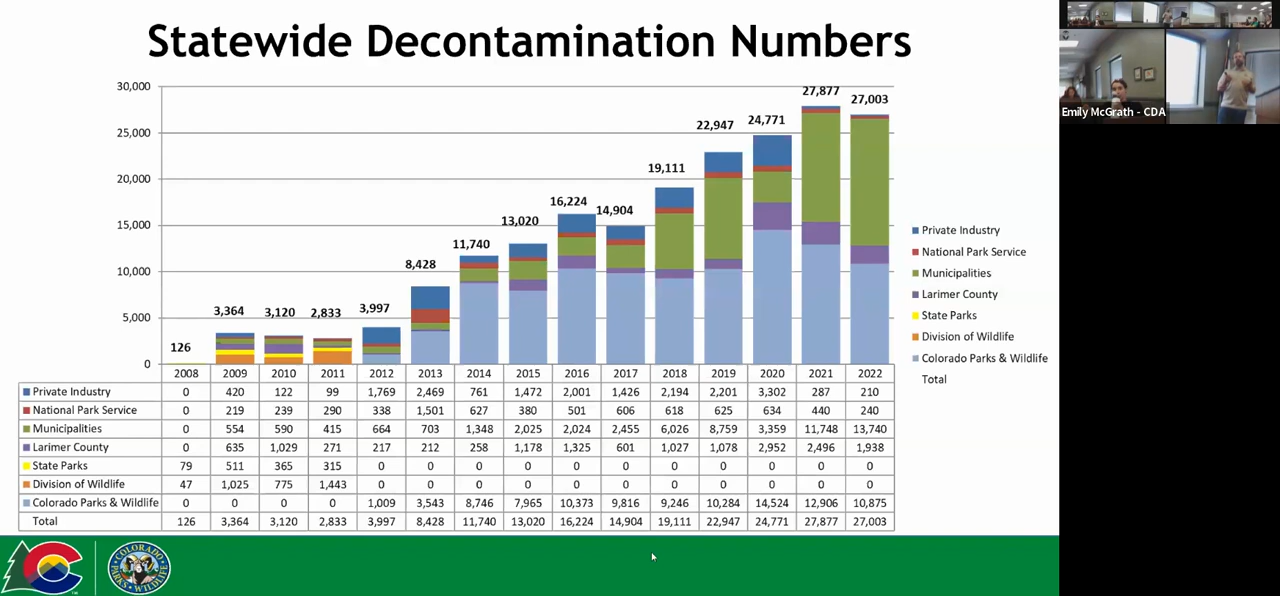 Statewide Decontamination Numbers
30,000
25,000
20,000
15,000
10,000
5,000
0
126
3,364
3,120
2,833
3,997
8,428
11,740
13,020
16,224
14,904
19,111
22,947
24,771
27,877
27,003
Private Industry
National Park Service
Municipalities
Larimer County
State Parks
Division of Wildlife
Colorado Parks & Wildlife
Total
2008 2009 2010 2011 2012 2013 2014 2015 2016 2017 2018 2019 2020 2021 2022
Private Industry 0 420 122 99 1,769 2,469 761 1,472 2,001 1,426 2,194 2,201 3,302 287 210
National Park Service 0 219 239 290 338 1,501 627 380 501 606 618 625 634 440 240
Municipalities 0 554 590 415 664 703 1,348 2,025 2,024 2,455 6,026 8,759 3,359 11,748 13,740
Larimer County 0 635 1,029 271 217 212 258 1,178 1,325 601 1,027 1,078 2,952 2,496 1,938
State Parks 79 511 365 315 0 0 0 0 0 0 0 0 0 0 0
Division of Wildlife 47 1,025 775 1,443 0 0 0 0 0 0 0 0 0 0 0
Colorado Parks & Wildlife 0 0 0 0 1,009 3,543 8,746 7,965 10,373 9,816 9,246 10,284 14,524 12,906 10,875
Total 126 3,364 3,120 2,833 3,997 8,428 11,740 13,020 16,224 14,904 19,111 22,947 24,771 27,877 27,003
COLORADO
PARKS & WILDLIFE
Emily McGrath - CDA